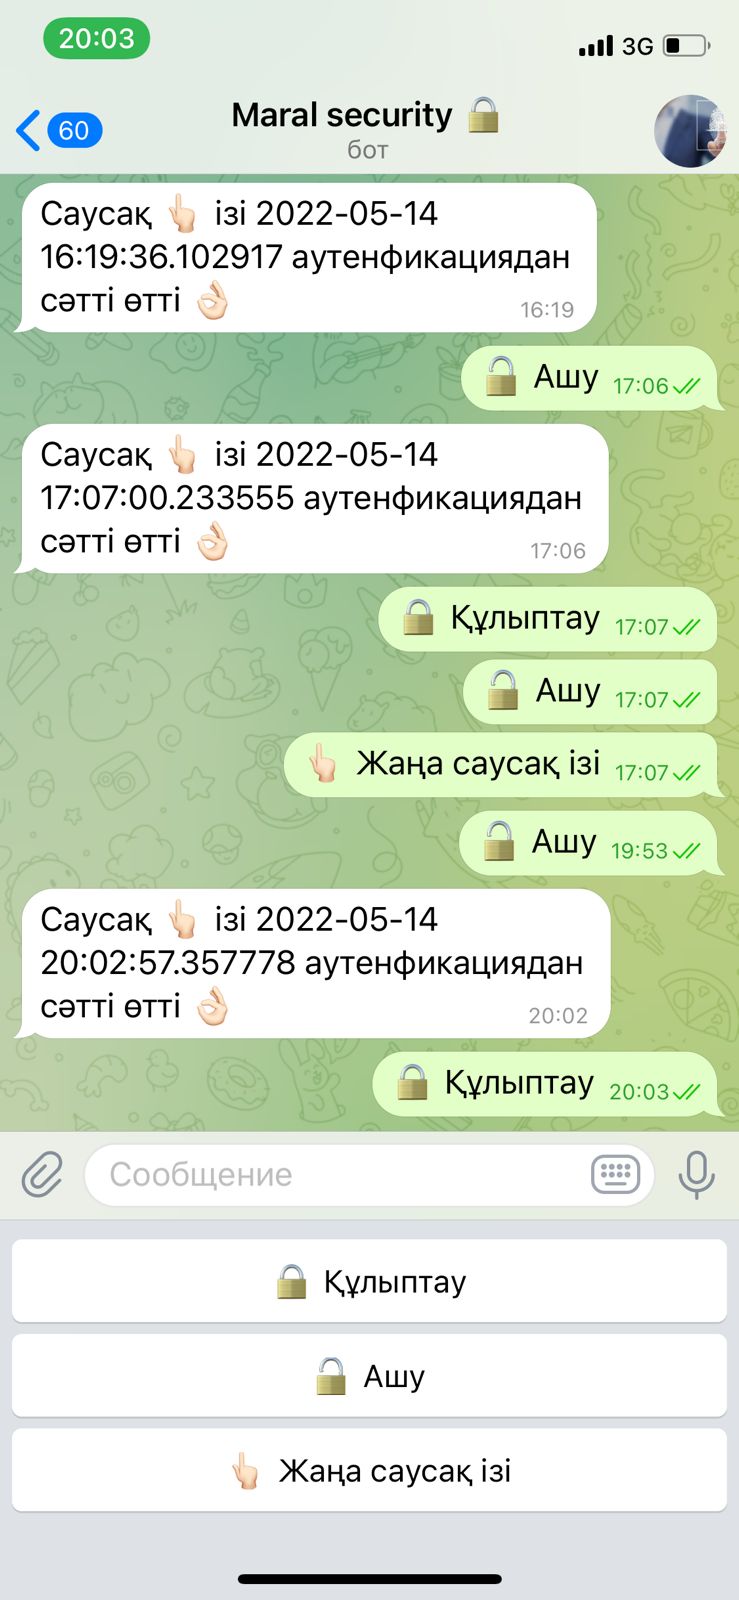 20:03
3G
60
Maral security 🔒
бот
Саусақ 👆🏻 ізі 2022-05-14
16:19:36.102917 аутенфикациядан
сәтті өтті 👌🏻
16:19
🔓 Ашу 17:06
Саусақ 👆🏻 ізі 2022-05-14
17:07:00.233555 аутенфикациядан
сәтті өтті 👌🏻
17:06
🔒 Құлыптау 17:07
🔓 Ашу 17:07
👆🏻 Жаңа саусақ ізі 17:07
🔓 Ашу 19:53
Саусақ 👆🏻 ізі 2022-05-14
20:02:57.357778 аутенфикациядан
сәтті өтті 👌🏻
20:02
🔒 Құлыптау 20:03
Сообщение
🔒 Құлыптау
🔓 Ашу
👆🏻 Жаңа саусақ ізі